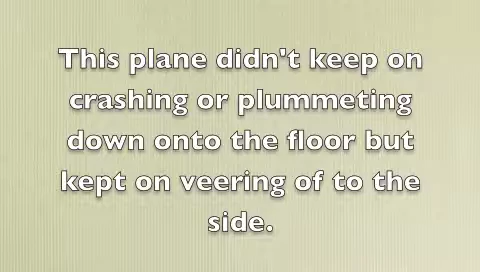 This plane didn't keep on
crashing or plummeting
down onto the floor but
kept on veering of to the
side.